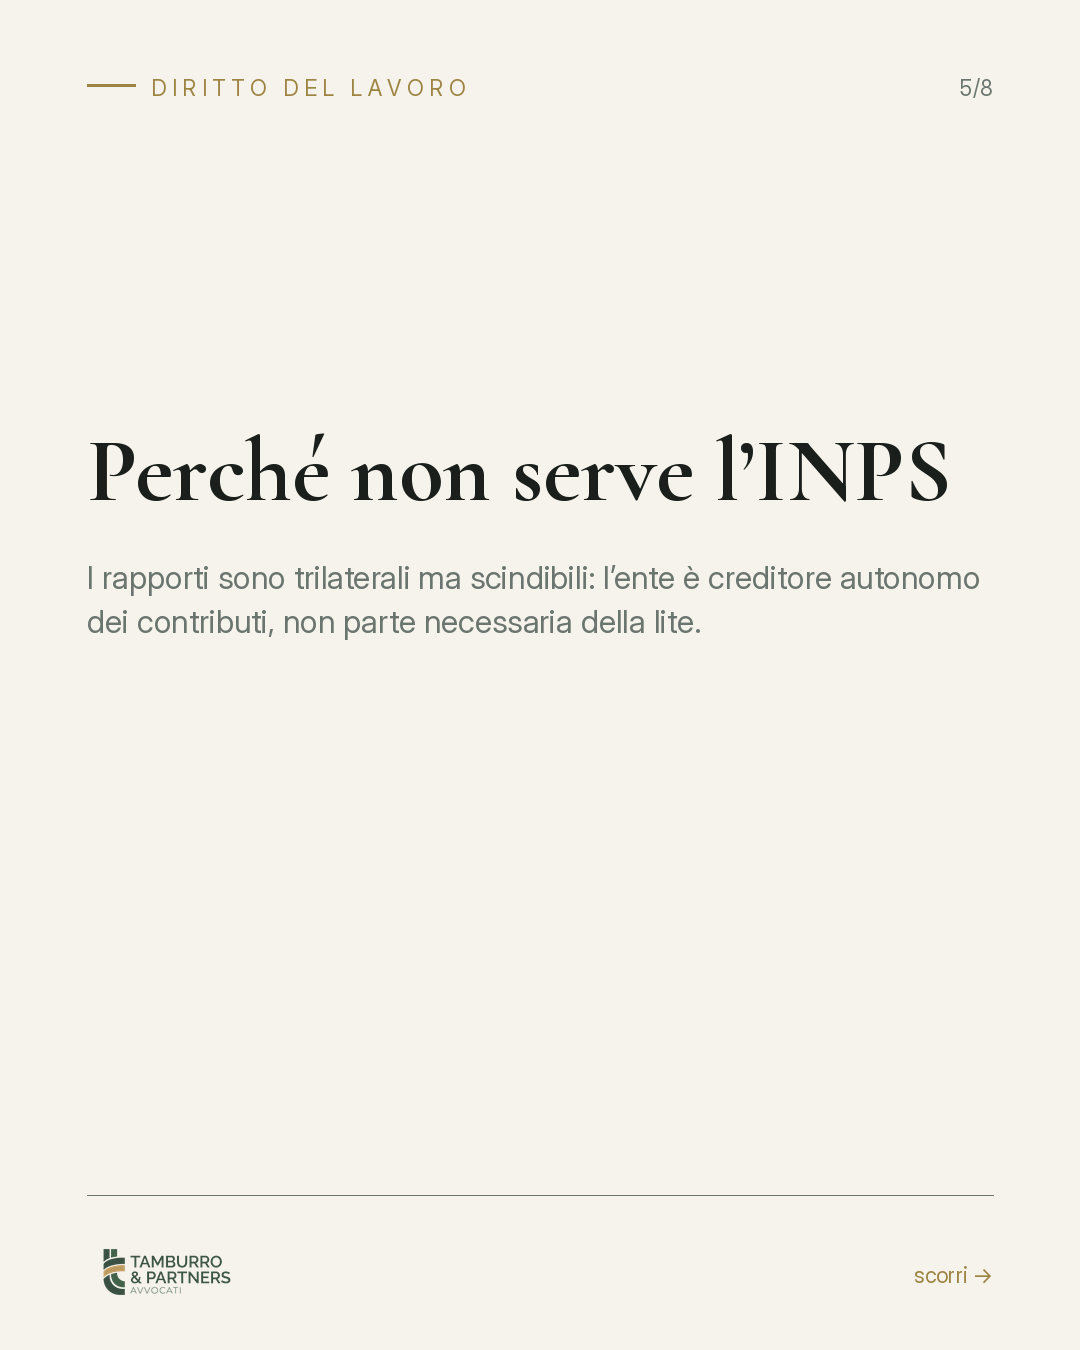 DIRITTO DEL LAVORO
5/8
Perché non serve l’INPS
I rapporti sono trilaterali ma scindibili: l’ente è creditore autonomo
dei contributi, non parte necessaria della lite.
TAMBURRO
& PARTNERS
AVVOCATI
scorri →